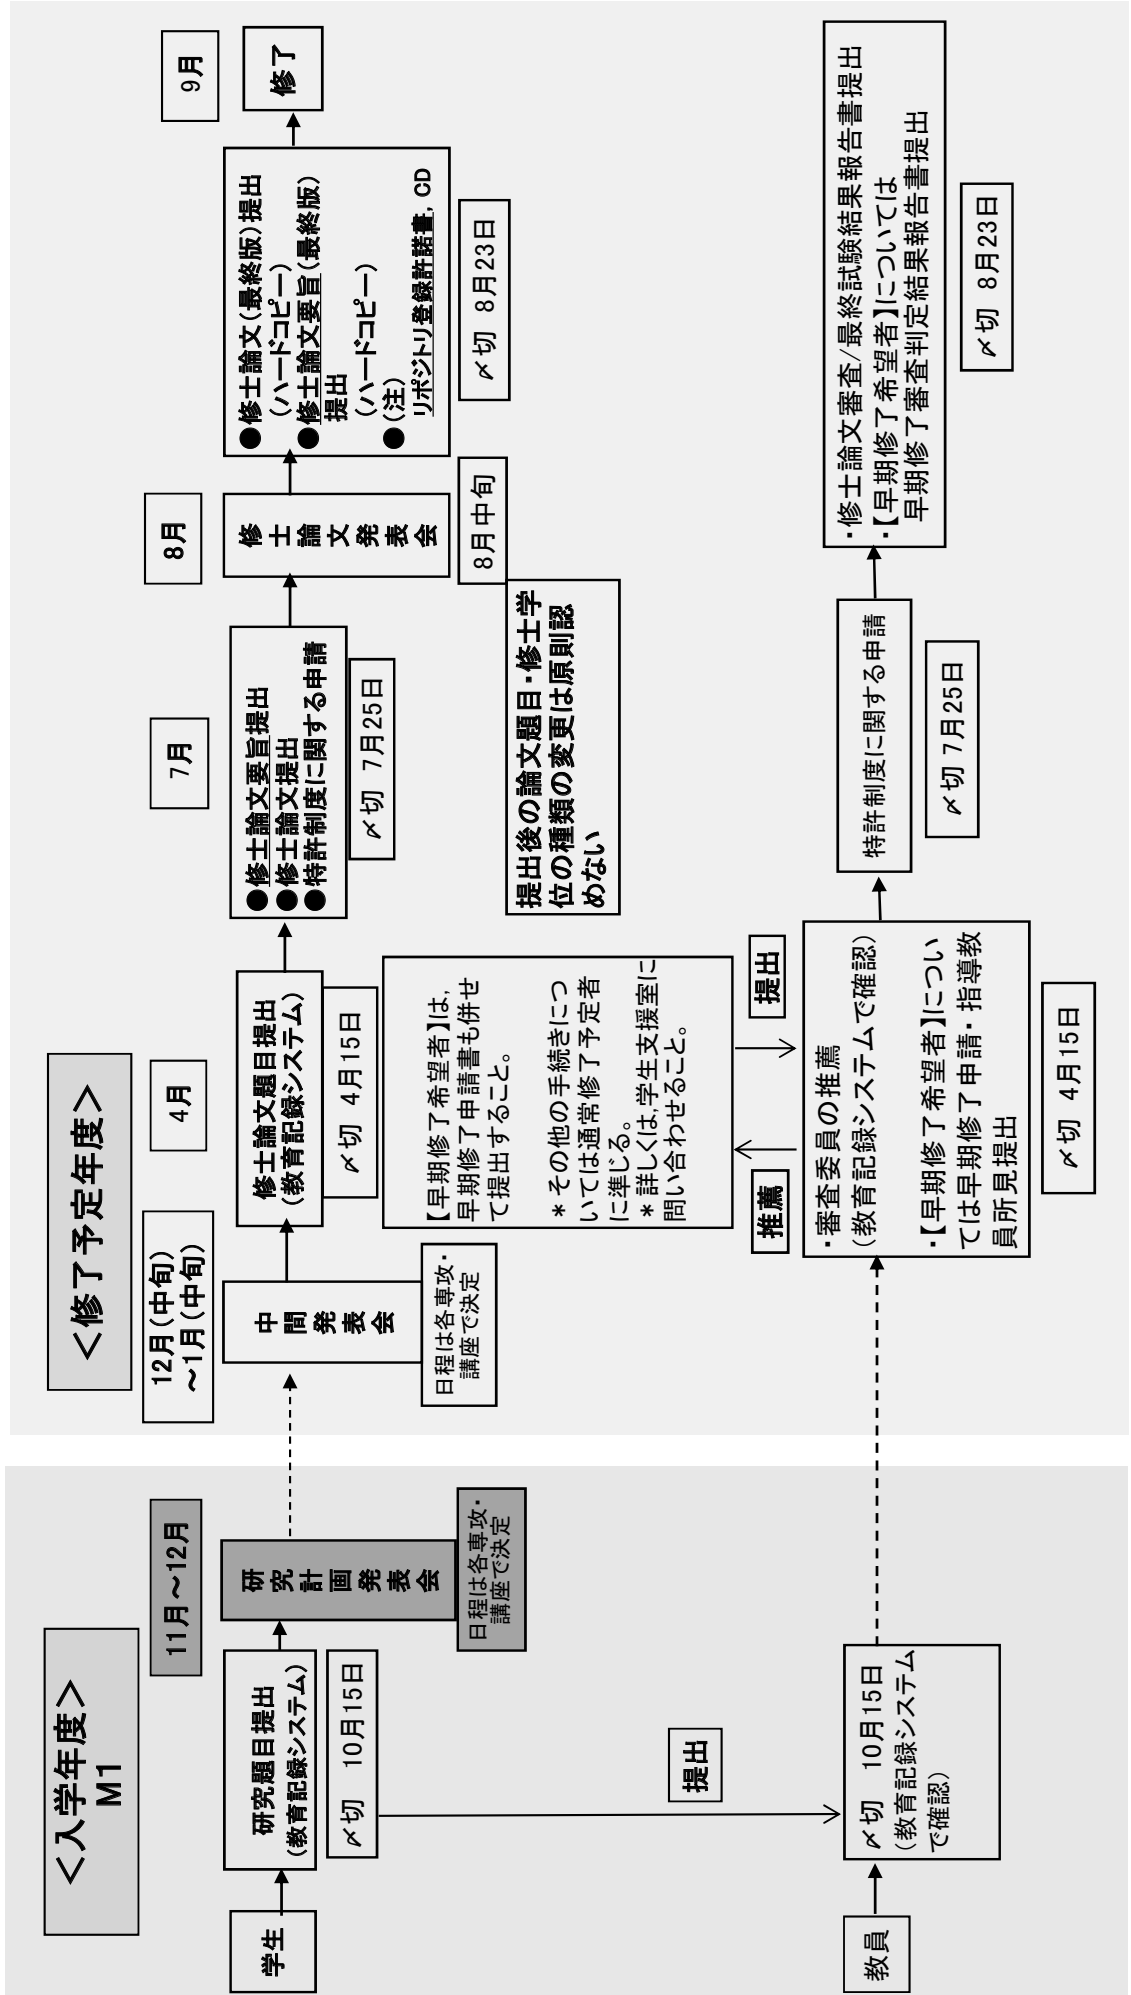 <入学年度>
M1
学生
研究題目提出
(教育記録システム)
〆切 10月15日
11月～12月
研究計画発表会
日程は各専攻・
講座で決定
提出
教員
〆切 10月15日
(教育記録システム
で確認)
<修了予定年度>
12月(中旬)
～1月(中旬)
中間発表会
日程は各専攻・
講座で決定
4月
修士論文題目提出
(教育記録システム)
〆切 4月15日
【早期修了希望者】は,
早期修了申請書も併せ
て提出すること。
* その他の手続きにつ
いては通常修了予定者
に準じる。
* 詳しくは,学生支援室に
問い合わせること。
推薦
提出
・審査委員の推薦
(教育記録システムで確認)
・【早期修了希望者】につい
ては早期修了申請・指導教
員所見提出
〆切 4月15日
7月
●修士論文要旨提出
●修士論文提出
●特許制度に関する申請
〆切 7月25日
提出後の論文題目・修士学
位の種類の変更は原則認
めない
特許制度に関する申請
〆切 7月25日
8月
修士論文発表会
8月中旬
●修士論文(最終版)提出
(ハードコピー)
●修士論文要旨(最終版)
提出
(ハードコピー)
●(注)
リポジトリ登録許諾書, CD
〆切 8月23日
9月
修了
・修士論文審査/最終試験結果報告書提出
・【早期修了希望者】については
早期修了審査判定結果報告書提出
〆切 8月23日